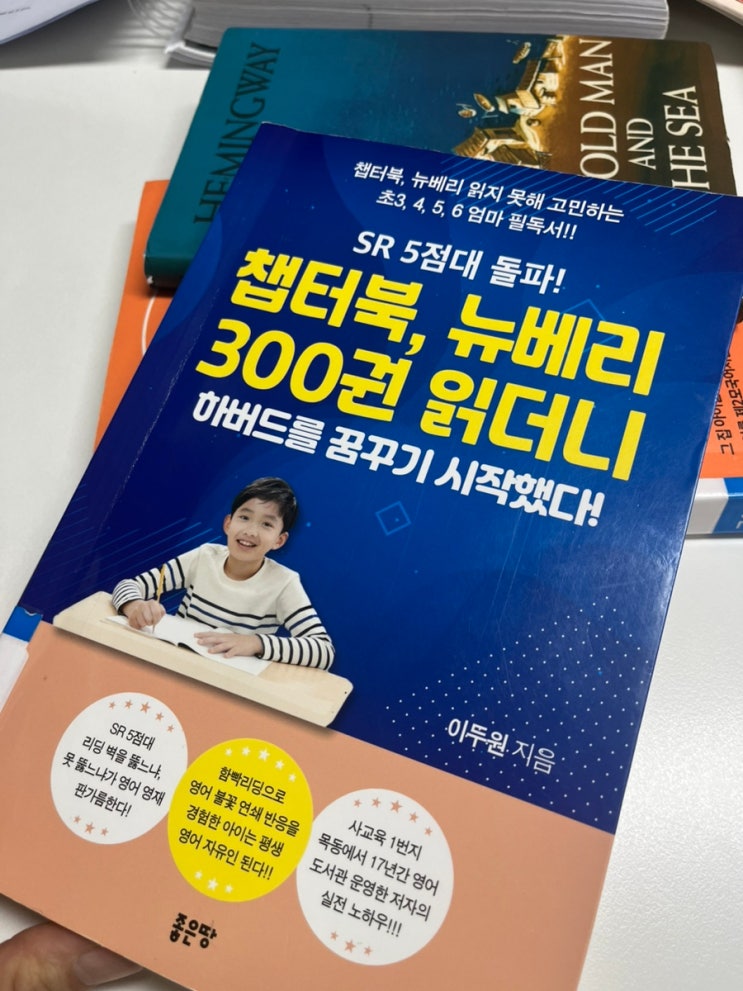 HEMINGWAY
OLD MAN
AND
HE SEA
챕터북, 뉴베리 읽지 못해 고민하는
초3, 4, 5, 6 엄마 필독서!!
SR 5점대 돌파!
챕터북, 뉴베리
300권 읽더니
하버드를 꿈꾸기 시작했다!
이뚜원 지음
SR 5점대
리딩 벽을 뚫느냐,
못 뚫느냐가 영어 영재
판가름한다!
함빡리딩으로
영어 불꽃 연쇄 반응을
경험한 아이는 평생
영어 자유인 된다!!
사교육 1번지
목동에서 17년간 영어
도서관 운영한 저자의
실전 노하우!!!
좋은땅
그 집 아이